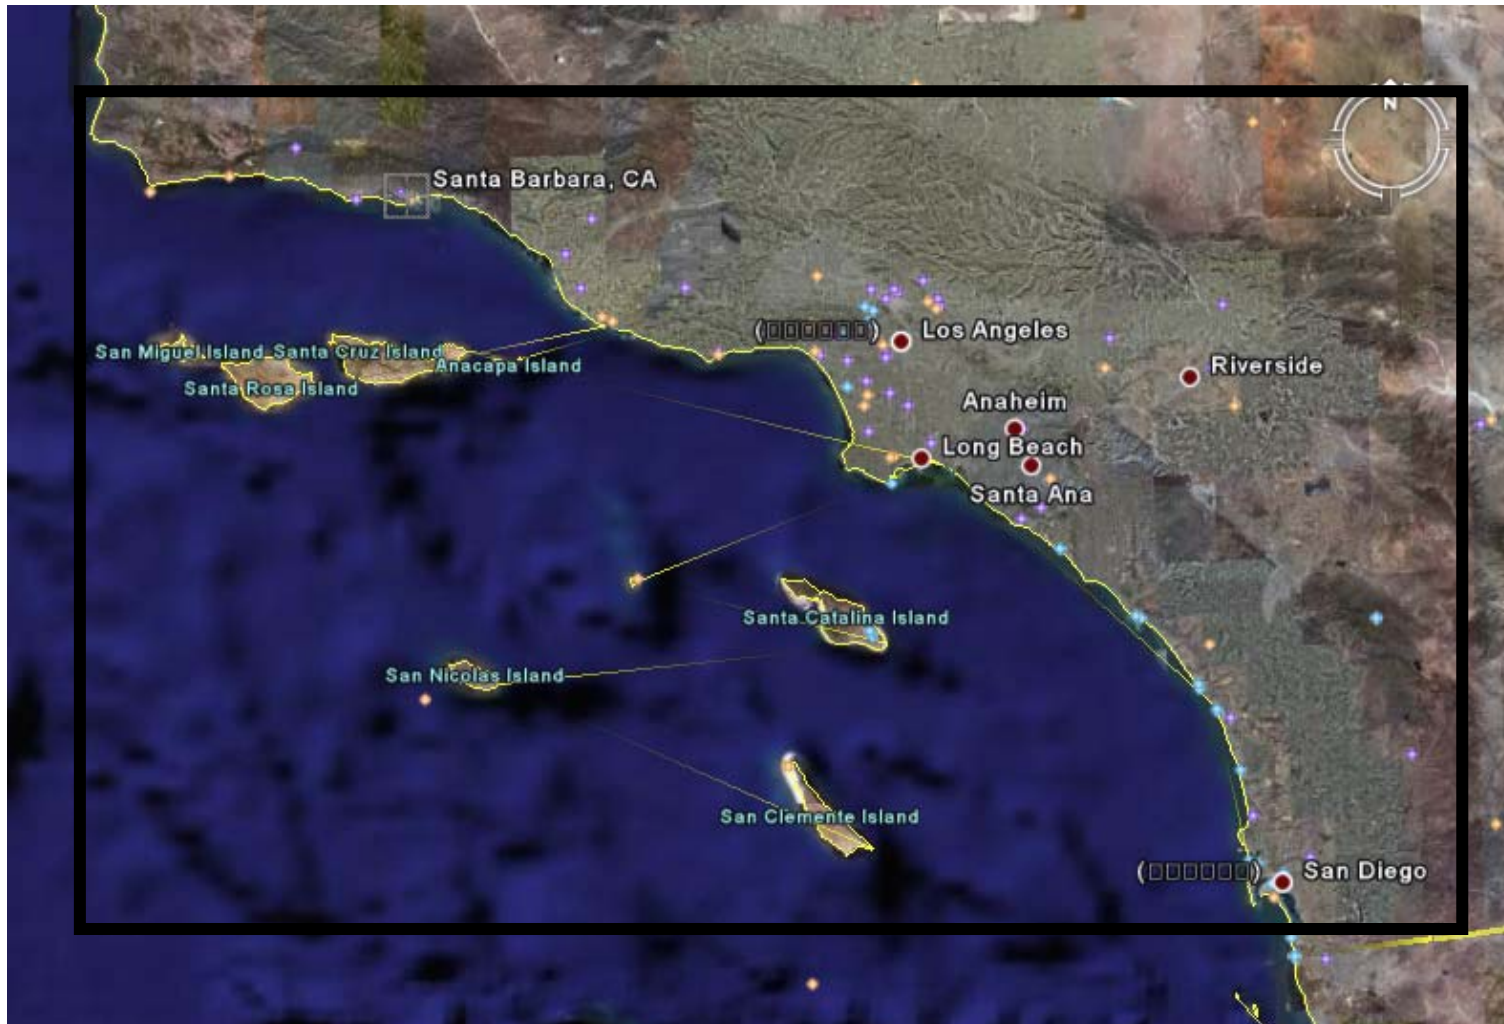 N
Santa Barbara, CA
(□□□□□□) Los Angeles
San Miguel Island Santa Cruz Island
Anacapa Island
Riverside
Santa Rosa Island
Anaheim
Long Beach
Santa Ana
Santa Catalina Island
San Nicolas Island
San Clemente Island
(□□□□□□) San Diego